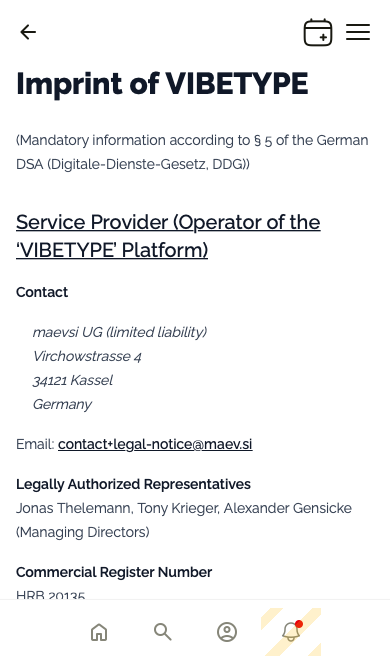 Imprint of VIBETYPE
(Mandatory information according to § 5 of the German
DSA (Digitale-Dienste-Gesetz, DDG))
Service Provider (Operator of the
‘VIBETYPE’ Platform)
Contact
maevsi UG (limited liability)
Virchowstrasse 4
34121 Kassel
Germany
Email: contact+legal-notice@maev.si
Legally Authorized Representatives
Jonas Thelemann, Tony Krieger, Alexander Gensicke
(Managing Directors)
Commercial Register Number
HRB 20135